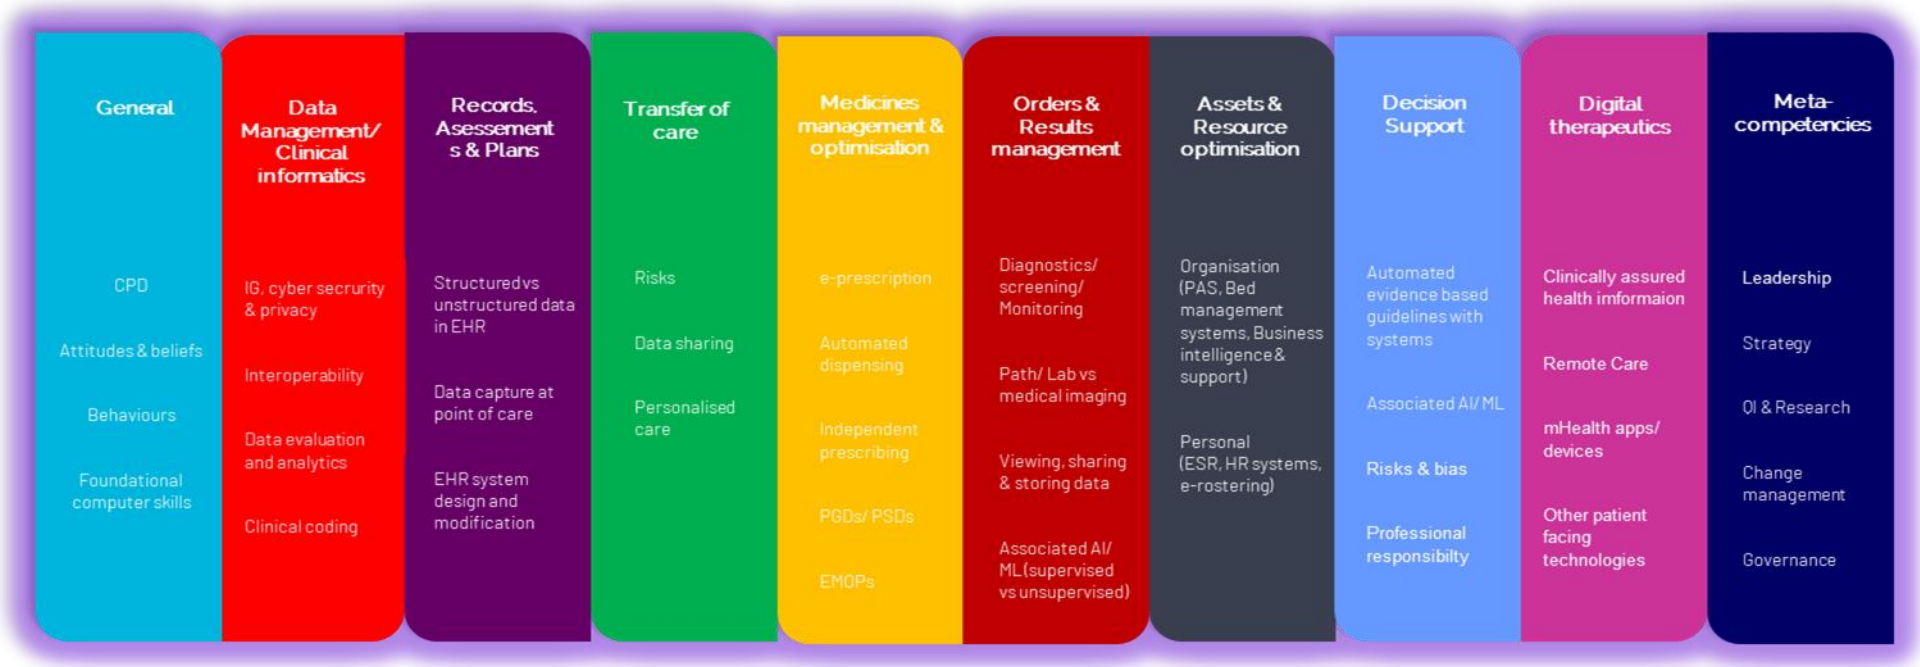 General
CPD
Attitudes & beliefs
Behaviours
Foundational
computer skills
Data
Management/
Clinical
informatics
IG, cyber secrurity
& privacy
Interoperability
Data evaluation
and analytics
Clinical coding
Records,
Asessement
s & Plans
Structured vs
unstructured data
in EHR
Data capture at
point of care
EHR system
design and
modification
Transfer of
care
Risks
Data sharing
Personalised
care
Medicines
management &
optimisation
e-prescription
Automated
dispensing
Independent
prescribing
PGDs/ PSDs
EMOPs
Orders &
Results
management
Diagnostics/
screening/
Monitoring
Path/ Lab vs
medical imaging
Viewing, sharing
& storing data
Associated AI/
ML (supervised
vs unsupervised)
Assets &
Resource
optimisation
Organisation
(PAS, Bed
management
systems, Business
intelligence &
support)
Personal
(ESR, HR systems,
e-rostering)
Decision
Support
Automated
evidence based
guidelines with
systems
Associated AI/ ML
Risks & bias
Professional
responsibilty
Digital
therapeutics
Clinically assured
health imformaion
Remote Care
mHealth apps/
devices
Other patient
facing
technologies
Meta-
competencies
Leadership
Strategy
QI & Research
Change
management
Governance